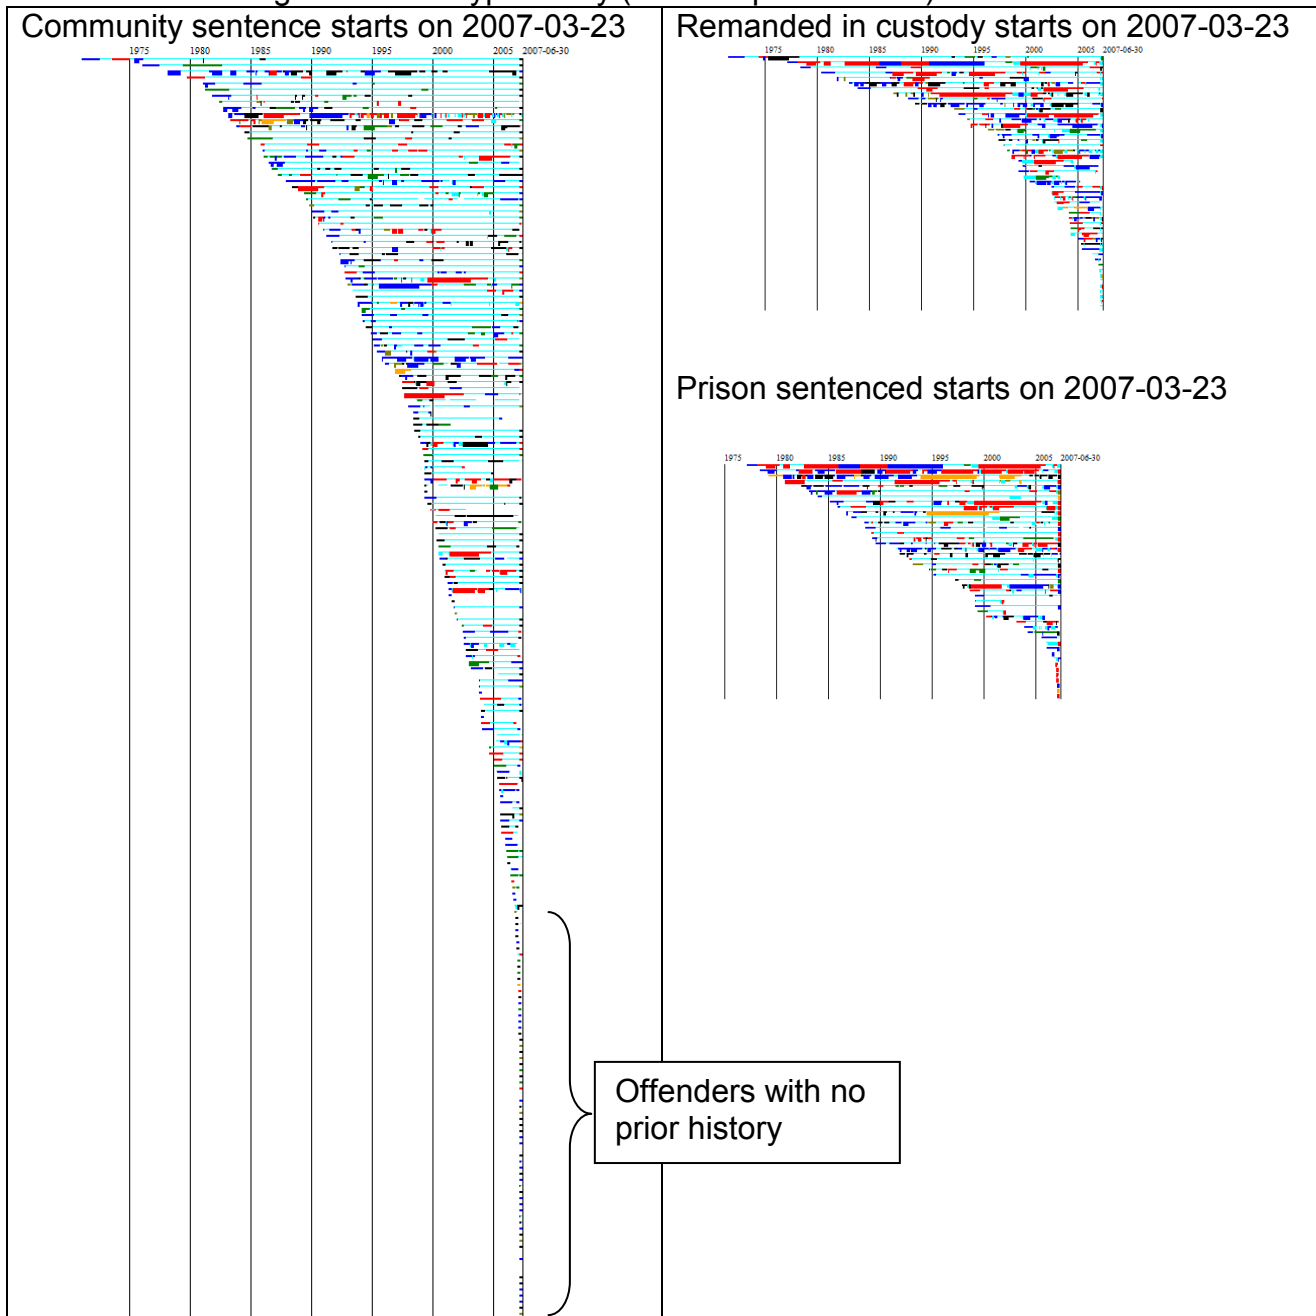 Community sentence starts on 2007-03-23
1975 1980 1985 1990 1995 2000 2005 2007-06-30
Remanded in custody starts on 2007-03-23
1975 1980 1985 1990 1995 2000 2005 2007-06-30
Prison sentenced starts on 2007-03-23
1975 1980 1985 1990 1995 2000 2005 2007-06-30
Offenders with no
prior history